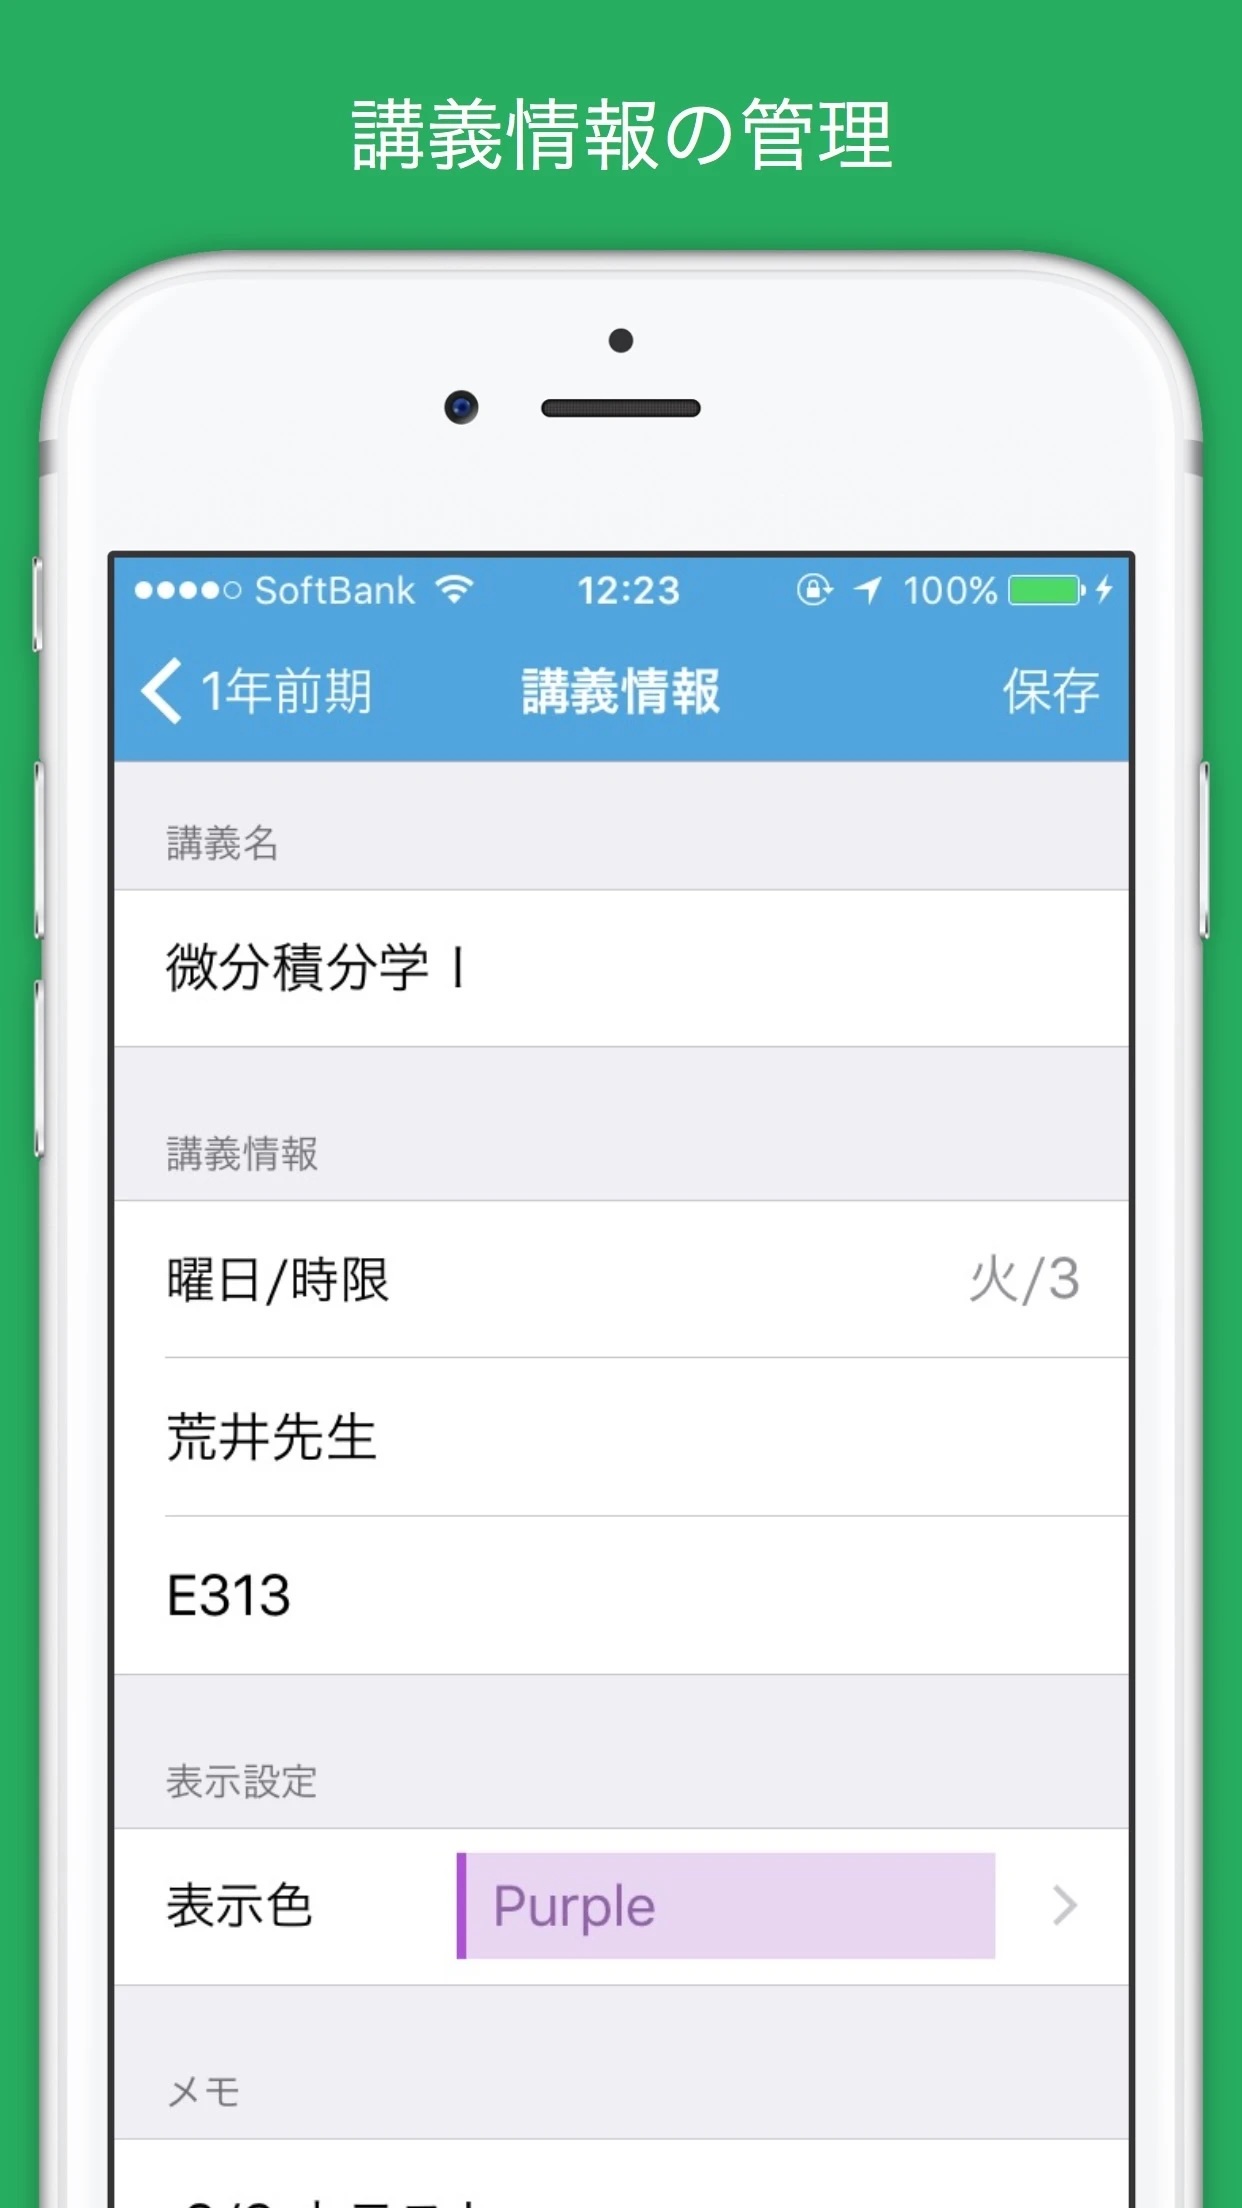 講義情報の管理
SoftBank 12:23 100%
1年前期 講義情報 保存
講義名
微分積分学 I
講義情報
曜日/時限 火/3
荒井先生
E313
表示設定
表示色 Purple
メモ